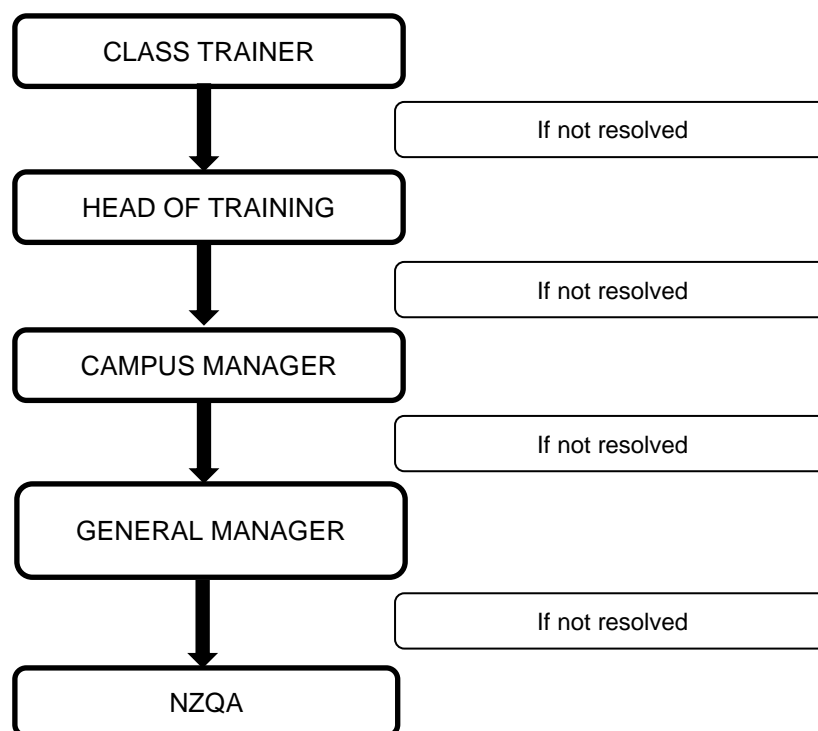 CLASS TRAINER
If not resolved
HEAD OF TRAINING
If not resolved
CAMPUS MANAGER
If not resolved
GENERAL MANAGER
If not resolved
NZQA